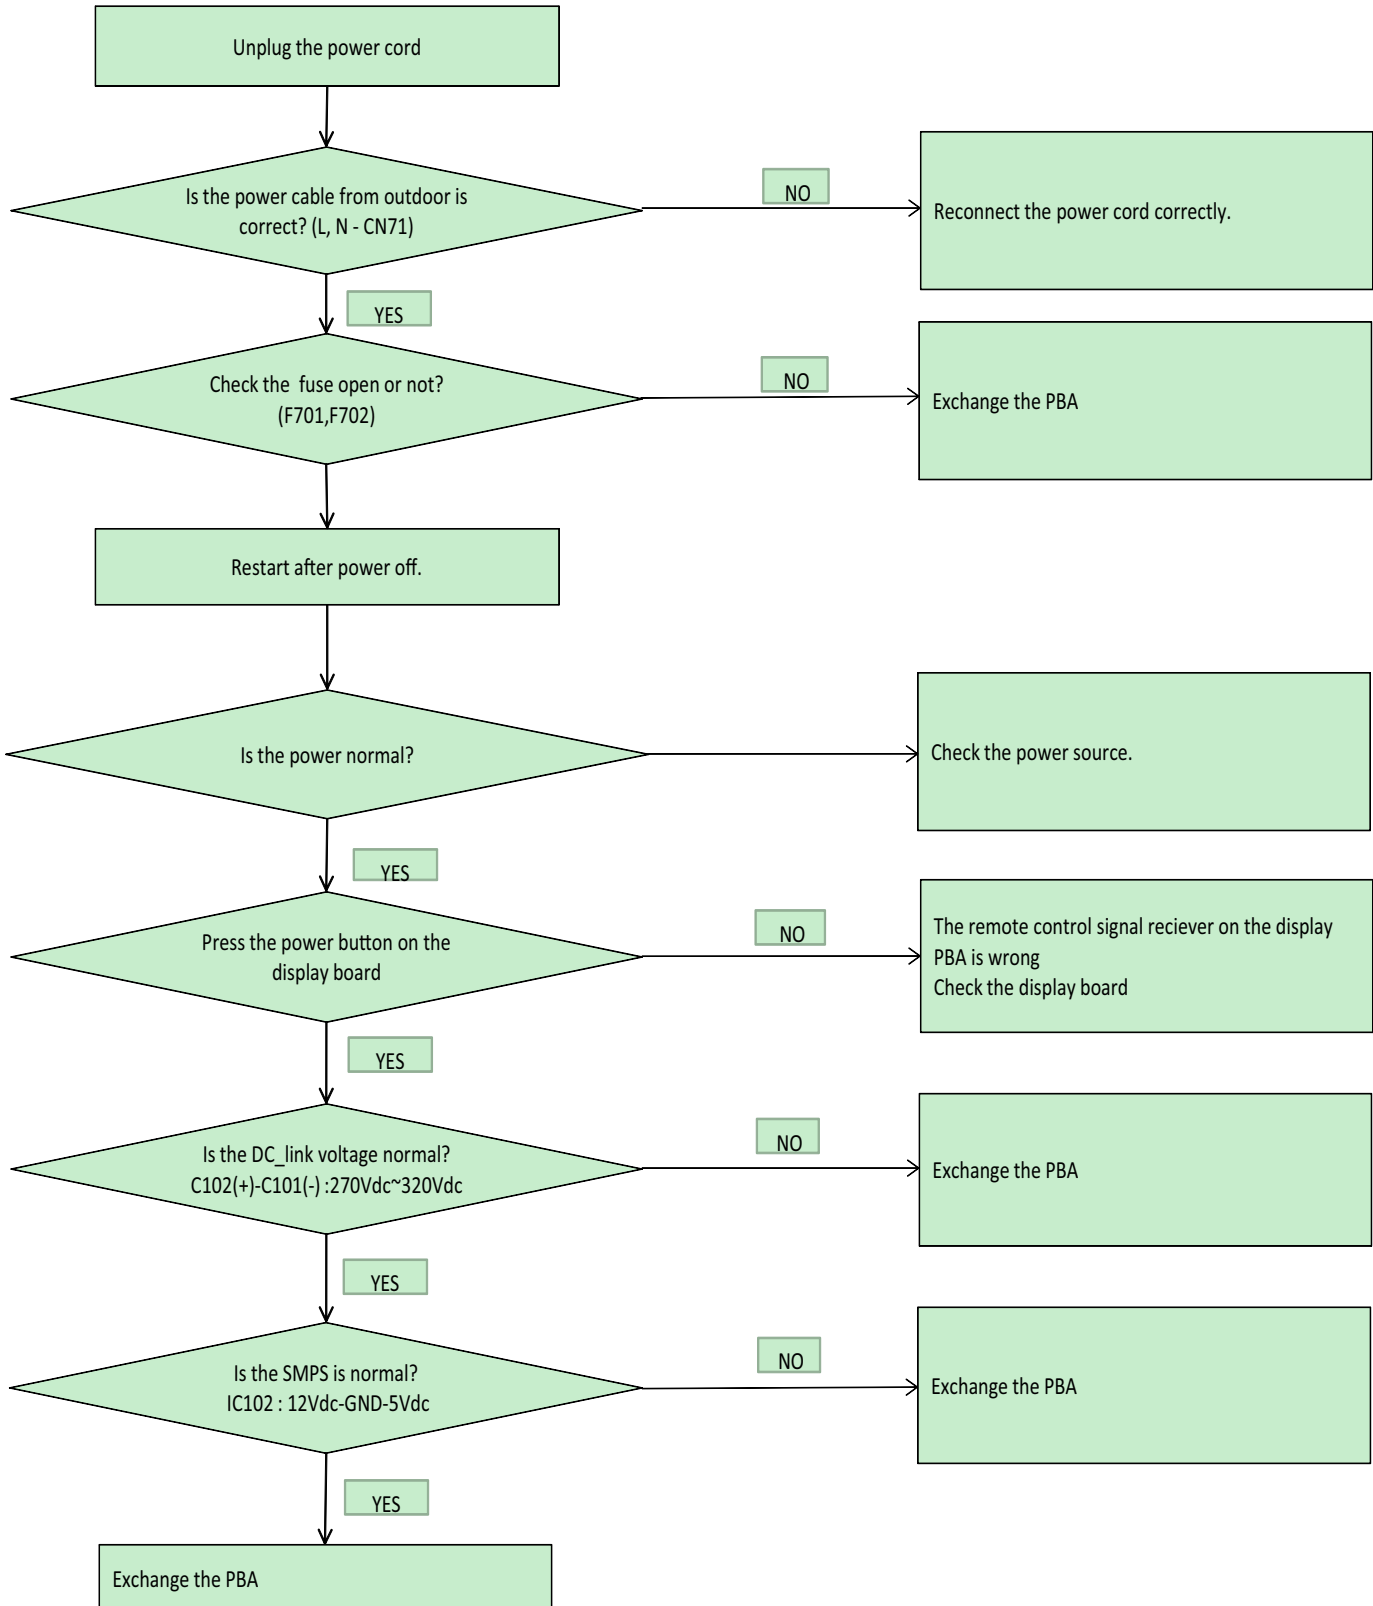 Unplug the power cord
Is the power cable from outdoor is
correct? (L, N - CN71)
NO
Reconnect the power cord correctly.
YES
Check the  fuse open or not?
(F701,F702)
NO
Exchange the PBA
Restart after power off.
Is the power normal?
Check the power source.
YES
Press the power button on the
display board
NO
The remote control signal reciever on the display
PBA is wrong
Check the display board
YES
Is the DC_link voltage normal?
C102(+)-C101(-) :270Vdc~320Vdc
NO
Exchange the PBA
YES
Is the SMPS is normal?
IC102 : 12Vdc-GND-5Vdc
NO
Exchange the PBA
YES
Exchange the PBA